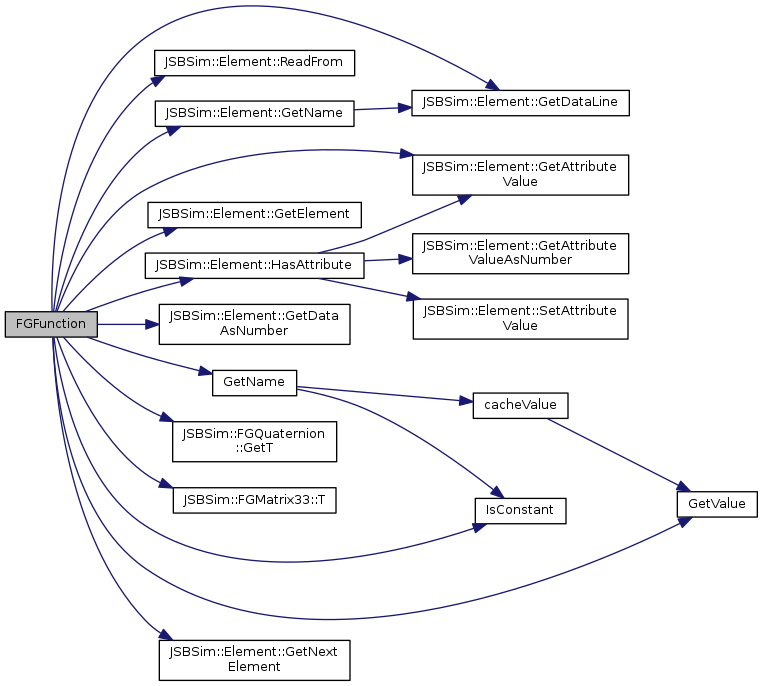 JSBSim::Element::ReadFrom
JSBSim::Element::GetDataLine
JSBSim::Element::GetName
JSBSim::Element::GetAttribute
Value
JSBSim::Element::GetElement
JSBSim::Element::GetAttribute
ValueAsNumber
JSBSim::Element::HasAttribute
JSBSim::Element::SetAttribute
Value
FGFunction
JSBSim::Element::GetData
AsNumber
GetName
cacheValue
JSBSim::FGQuaternion
::GetT
JSBSim::FGMatrix33::T
IsConstant
GetValue
JSBSim::Element::GetNext
Element